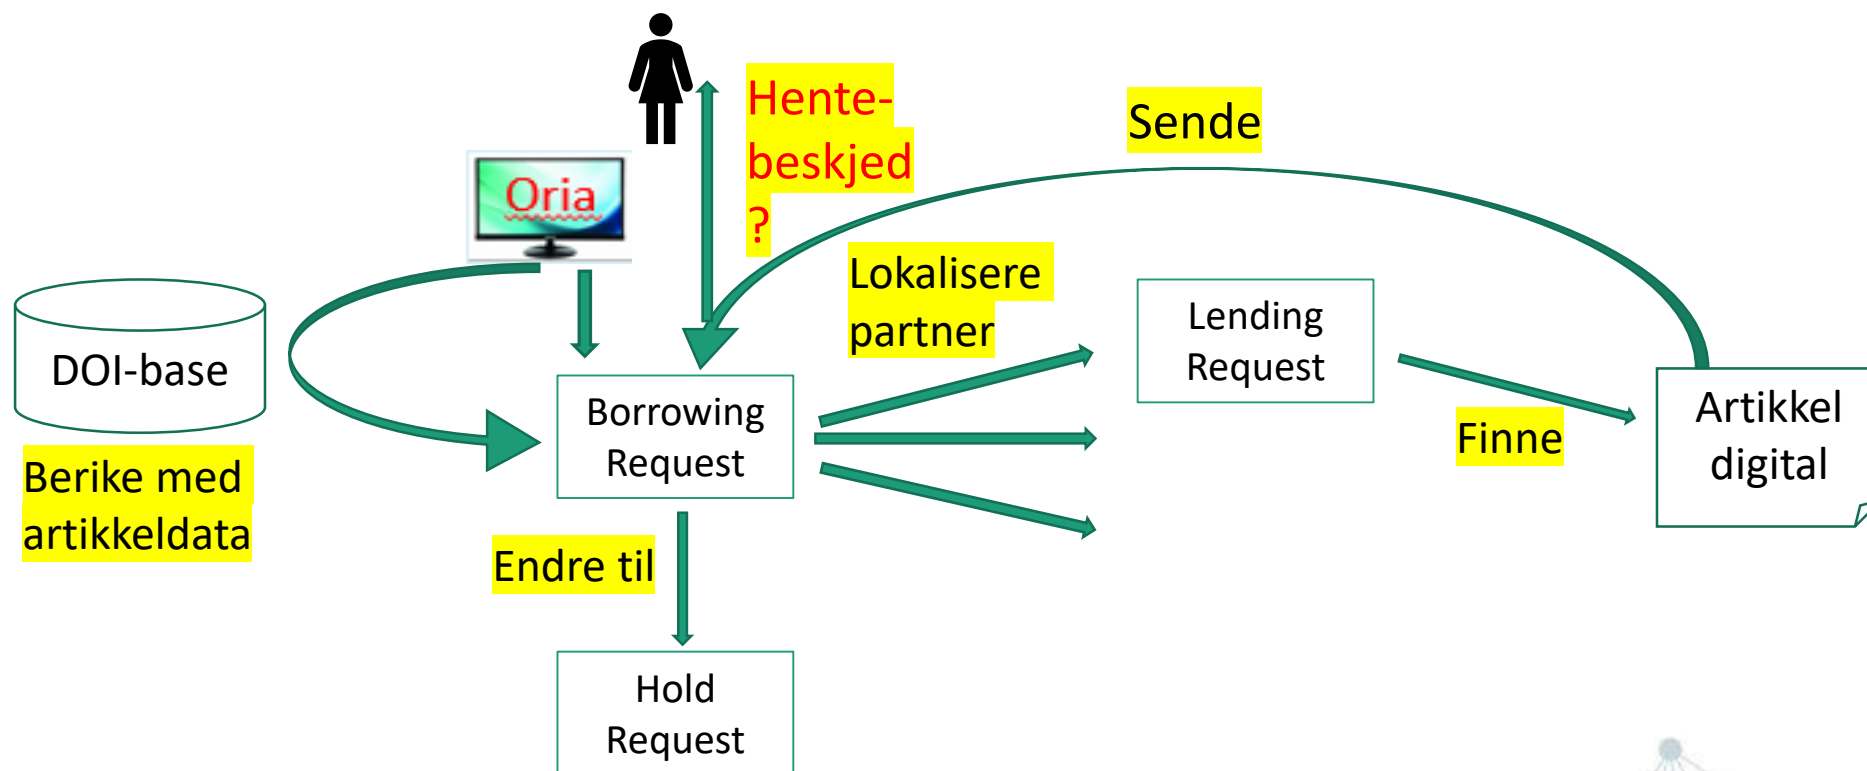 Hente-
beskjed
?
Sende
Oria
Lokalisere
partner
Lending
Request
DOI-base
Borrowing
Request
Artikkel
digital
Finne
Berike med
artikkeldata
Endre til
Hold
Request